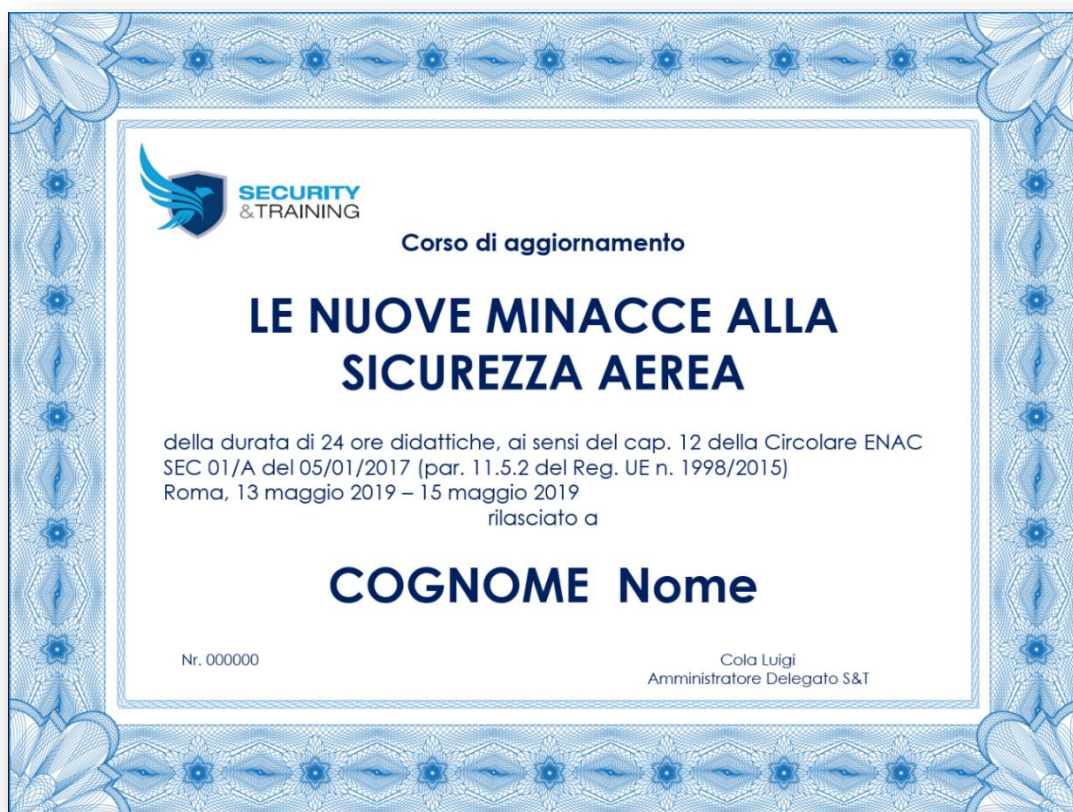 SECURITY
&TRAINING
Corso di aggiornamento
LE NUOVE MINACCE ALLA
SICUREZZA AEREA
della durata di 24 ore didattiche, ai sensi del cap. 12 della Circolare ENAC
SEC 01/A del 05/01/2017 (par. 11.5.2 del Reg. UE n. 1998/2015)
Roma, 13 maggio 2019 – 15 maggio 2019
rilasciato a
COGNOME Nome
Nr. 000000
Cola Luigi
Amministratore Delegato S&T